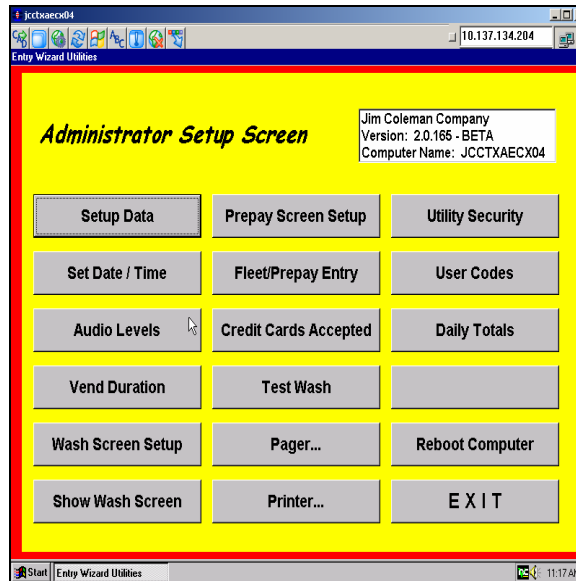 jcctxaecx04
10.137.134.204
Entry Wizard Utilities
Administrator Setup Screen
Jim Coleman Company
Version: 2.0.165 - BETA
Computer Name: JCCTXAECX04
Setup Data
Prepay Screen Setup
Utility Security
Set Date / Time
Fleet/Prepay Entry
User Codes
Audio Levels
Credit Cards Accepted
Daily Totals
Vend Duration
Test Wash
Wash Screen Setup
Pager...
Reboot Computer
Show Wash Screen
Printer...
EXIT
Start
Entry Wizard Utilities
11:17 AM